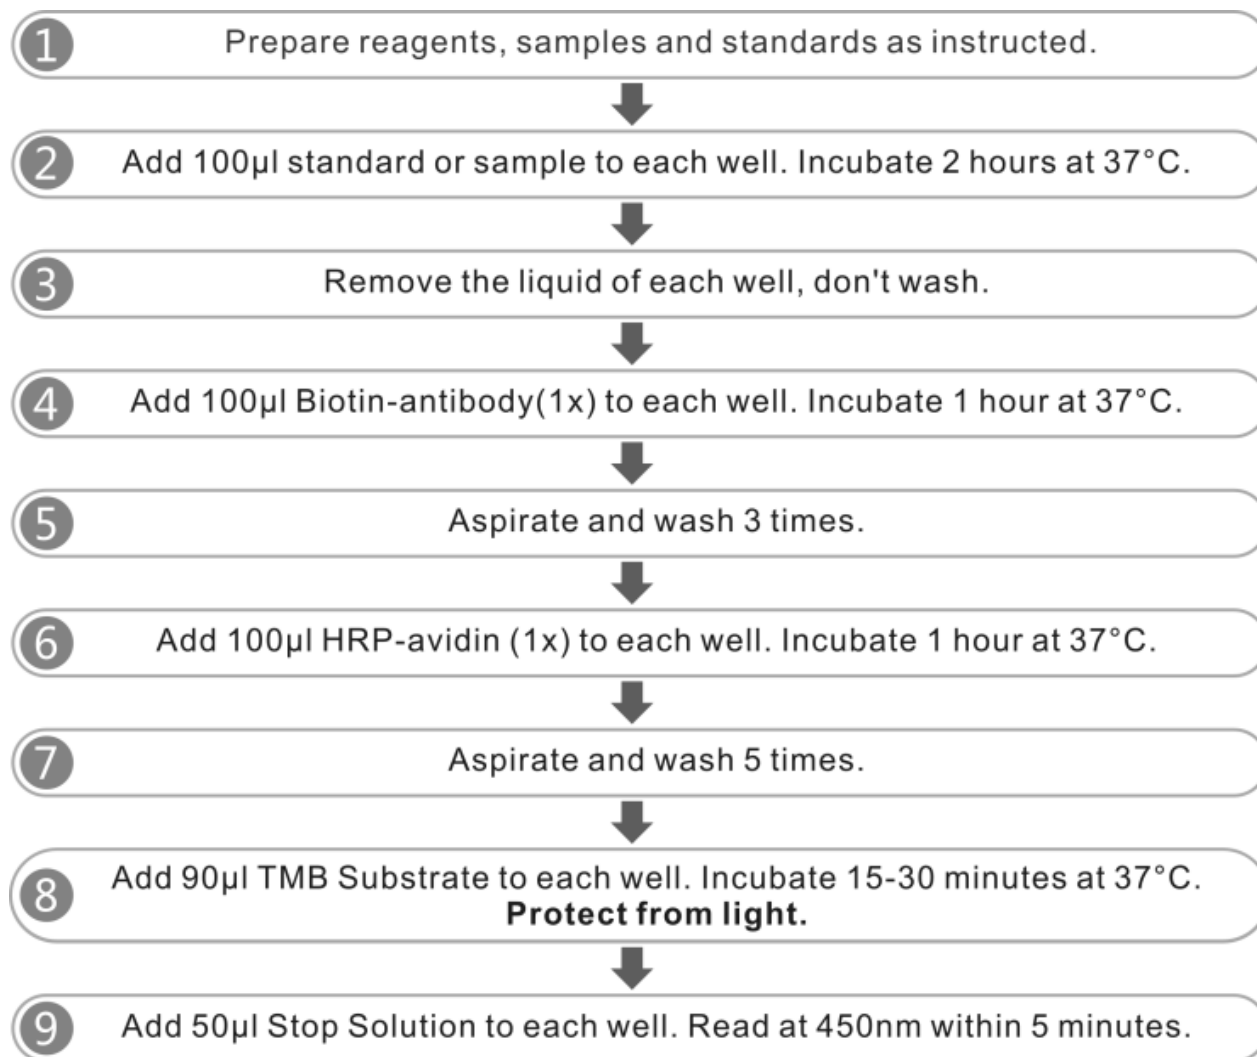 1 Prepare reagents, samples and standards as instructed.
2 Add 100μl standard or sample to each well. Incubate 2 hours at 37°C.
3 Remove the liquid of each well, don't wash.
4 Add 100μl Biotin-antibody(1x) to each well. Incubate 1 hour at 37°C.
5 Aspirate and wash 3 times.
6 Add 100μl HRP-avidin (1x) to each well. Incubate 1 hour at 37°C.
7 Aspirate and wash 5 times.
8 Add 90μl TMB Substrate to each well. Incubate 15-30 minutes at 37°C.
Protect from light.
9 Add 50μl Stop Solution to each well. Read at 450nm within 5 minutes.